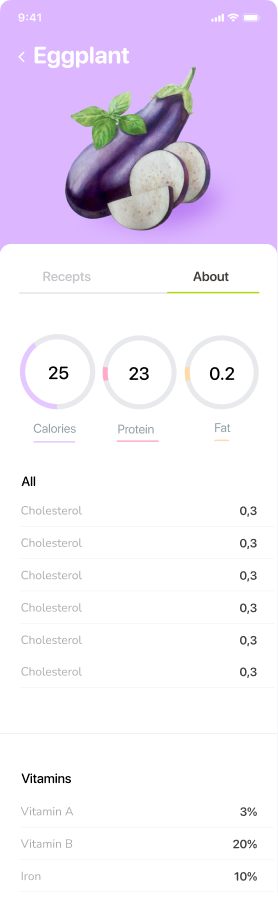 9:41
Eggplant
Recepts About
25 23 0.2
Calories Protein Fat
All
Cholesterol 0,3
Cholesterol 0,3
Cholesterol 0,3
Cholesterol 0,3
Cholesterol 0,3
Cholesterol 0,3
Vitamins
Vitamin A 3%
Vitamin B 20%
Iron 10%